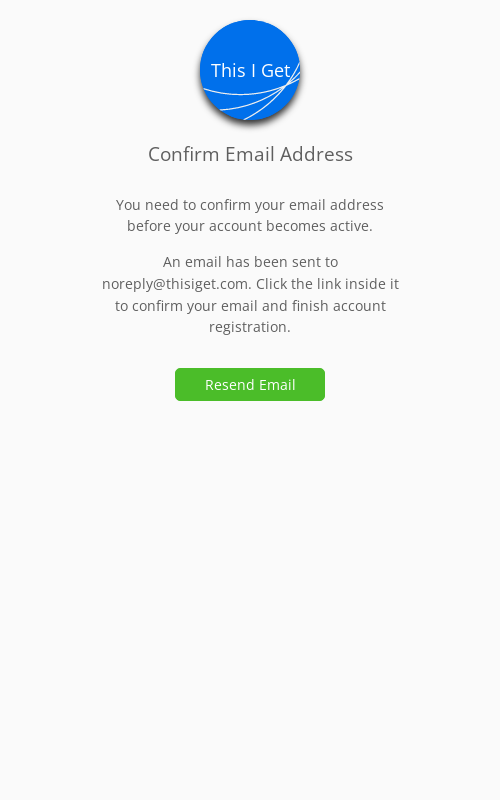 This I Get
Confirm Email Address
You need to confirm your email address
before your account becomes active.
An email has been sent to
noreply@thisiget.com. Click the link inside it
to confirm your email and finish account
registration.
Resend Email